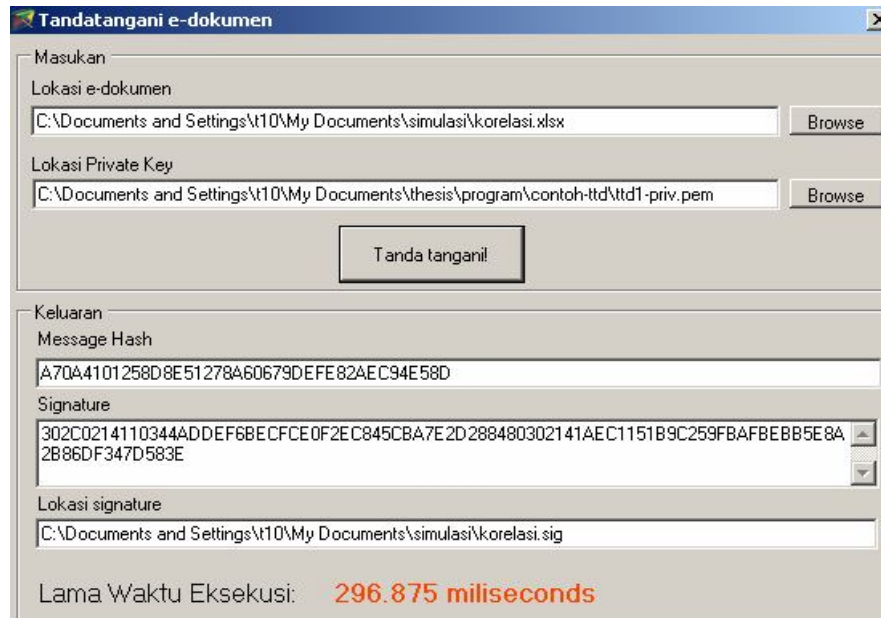 Tandatangani e-dokumen
Masukan
Lokasi e-dokumen
C:\Documents and Settings\t10\My Documents\simulasi\korelasi.xlsx
Browse
Lokasi Private Key
C:\Documents and Settings\t10\My Documents\thesis\program\contoh-ttd\ttd1-priv.pem
Browse
Tanda tangani!
Keluaran
Message Hash
A70A4101258D8E51278A60679DEFE82AEC94E58D
Signature
302C0214110344ADDEF6BECFCE0F2EC845CBA7E2D288480302141AEC1151B9C259FBAFBEBB5E8A
2B86DF347D583E
Lokasi signature
C:\Documents and Settings\t10\My Documents\simulasi\korelasi.sig
Lama Waktu Eksekusi: 296.875 miliseconds